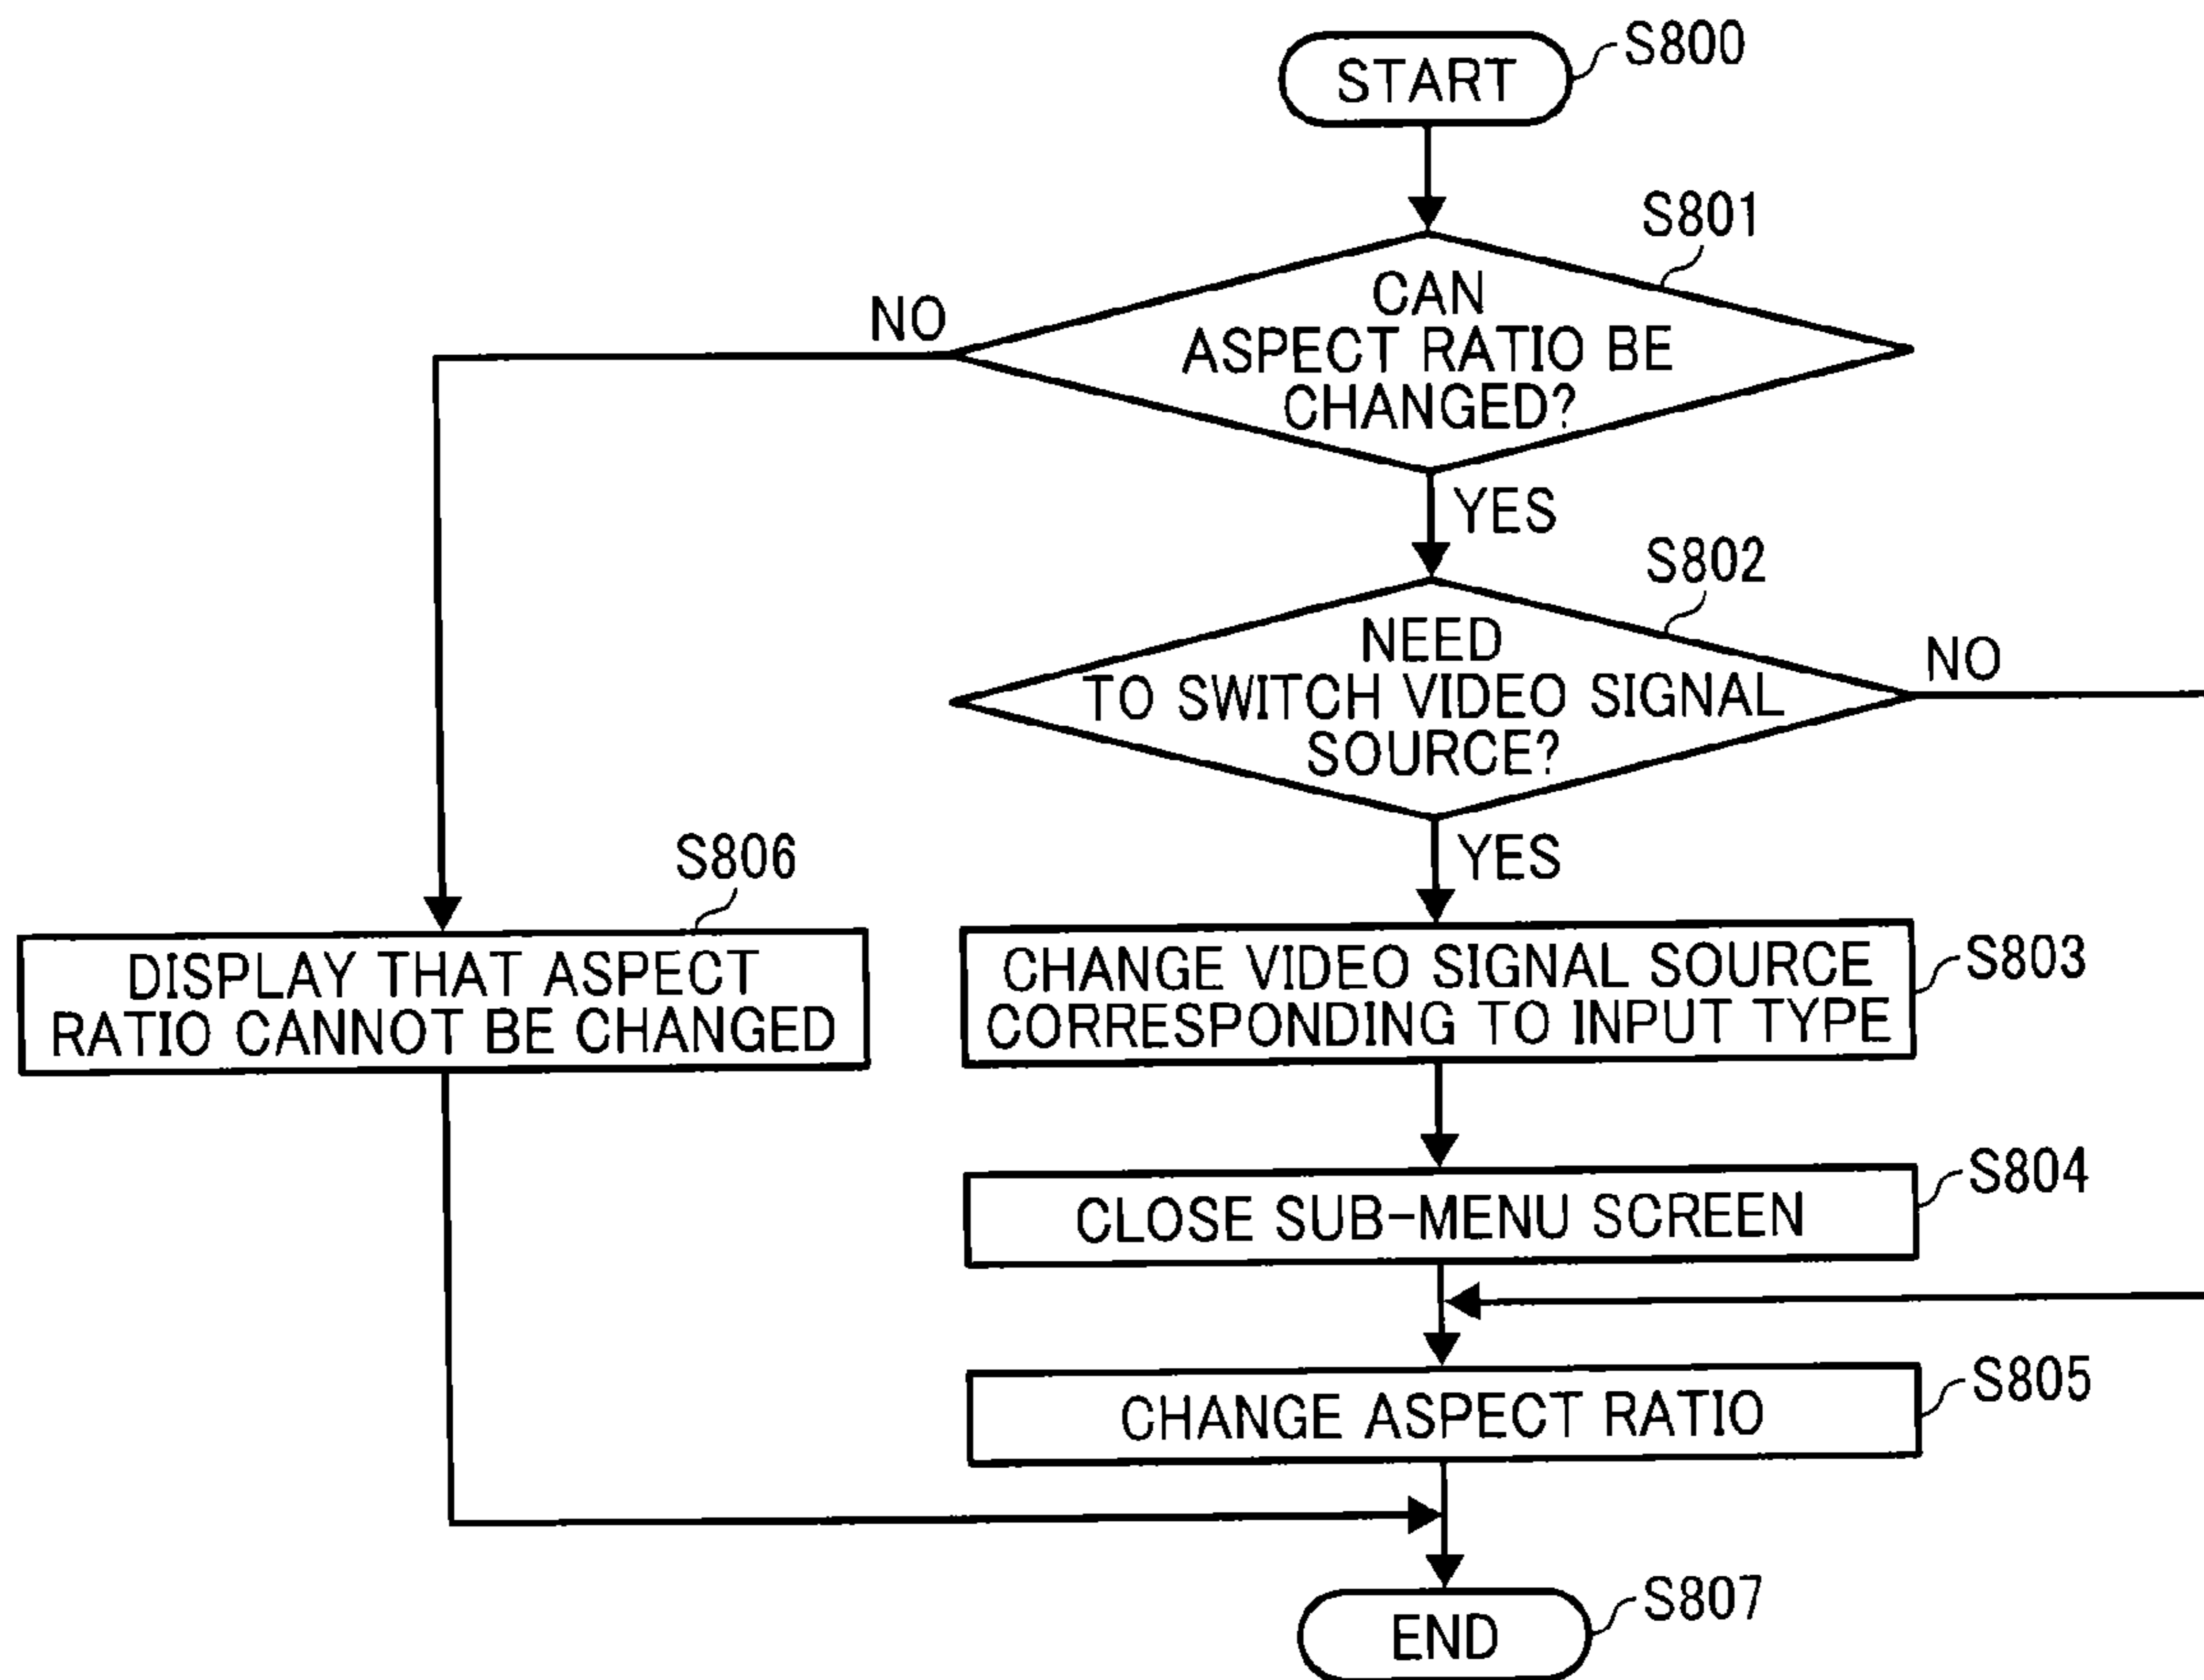 START
S800
S801
CAN
ASPECT RATIO BE
CHANGED?
NO
YES
S802
NEED
TO SWITCH VIDEO SIGNAL
SOURCE?
NO
YES
S806
DISPLAY THAT ASPECT
RATIO CANNOT BE CHANGED
CHANGE VIDEO SIGNAL SOURCE
CORRESPONDING TO INPUT TYPE
S803
CLOSE SUB-MENU SCREEN
S804
CHANGE ASPECT RATIO
S805
END
S807